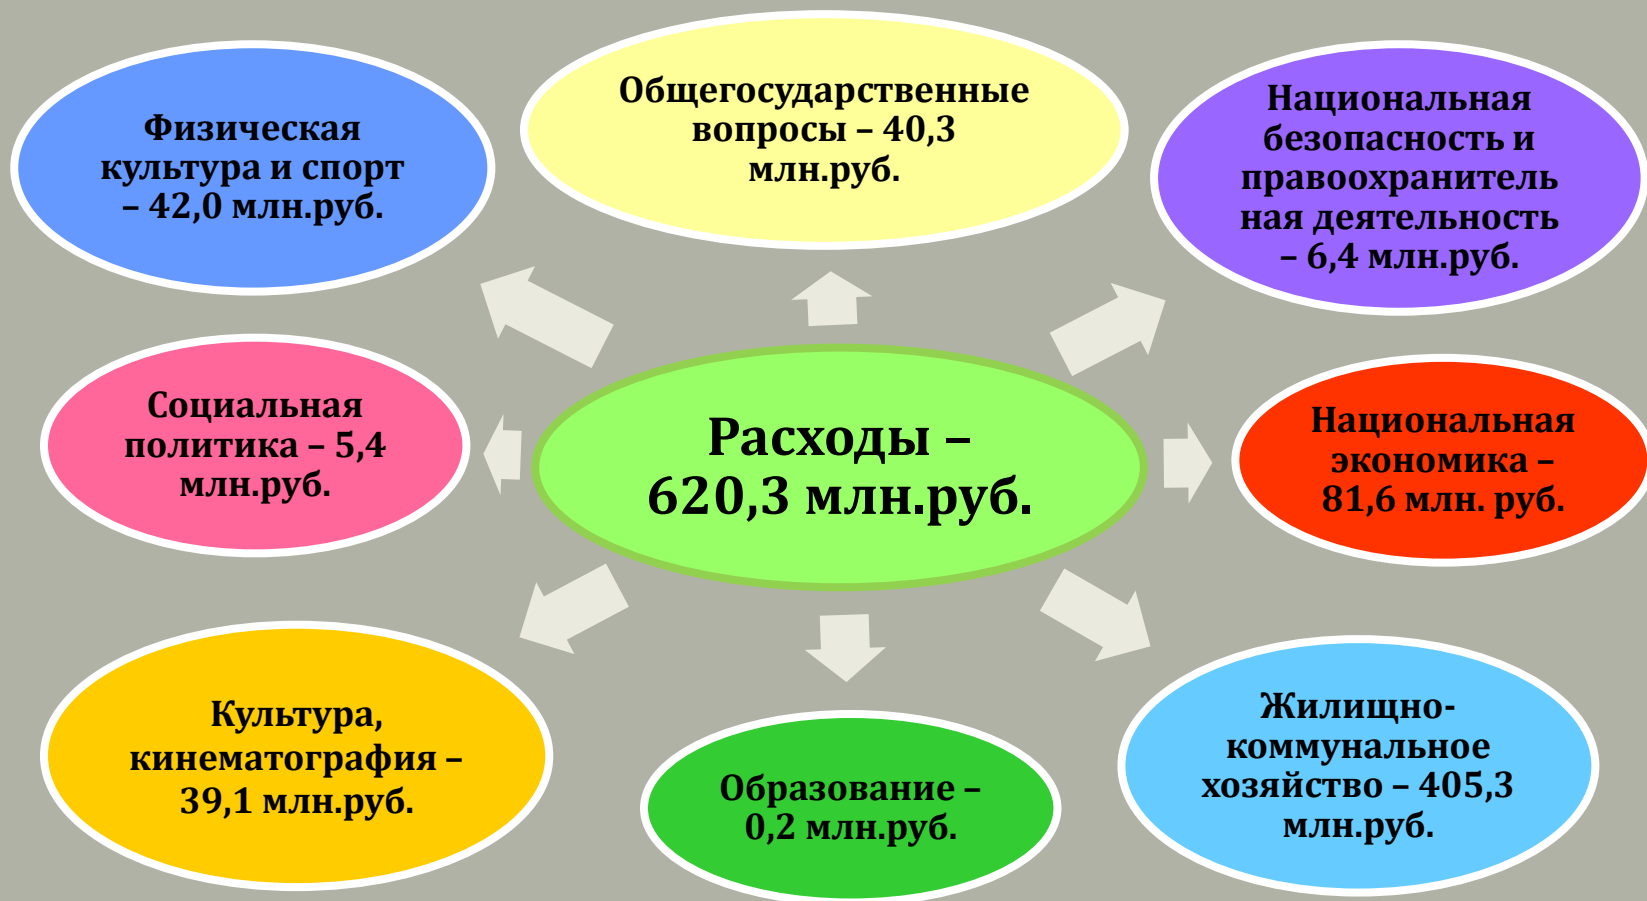 Общегосударственные
вопросы – 40,3
млн.руб.
Национальная
безопасность и
правоохранитель
ная деятельность
– 6,4 млн.руб.
Национальная
экономика –
81,6 млн. руб.
Жилищно-
коммунальное
хозяйство – 405,3
млн.руб.
Образование –
0,2 млн.руб.
Культура,
кинематография –
39,1 млн.руб.
Социальная
политика – 5,4
млн.руб.
Физическая
культура и спорт
– 42,0 млн.руб.
Расходы –
620,3 млн.руб.